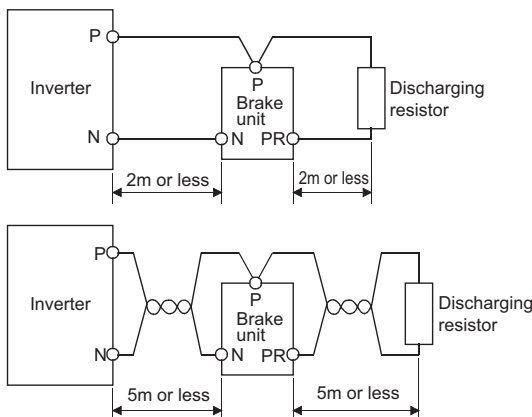 P
Inverter
P
Brake
unit
Discharging
resistor
N
N
PR
2m or less
2m or less
P
Inverter
P
Brake
unit
Discharging
resistor
N
N
PR
5m or less
5m or less